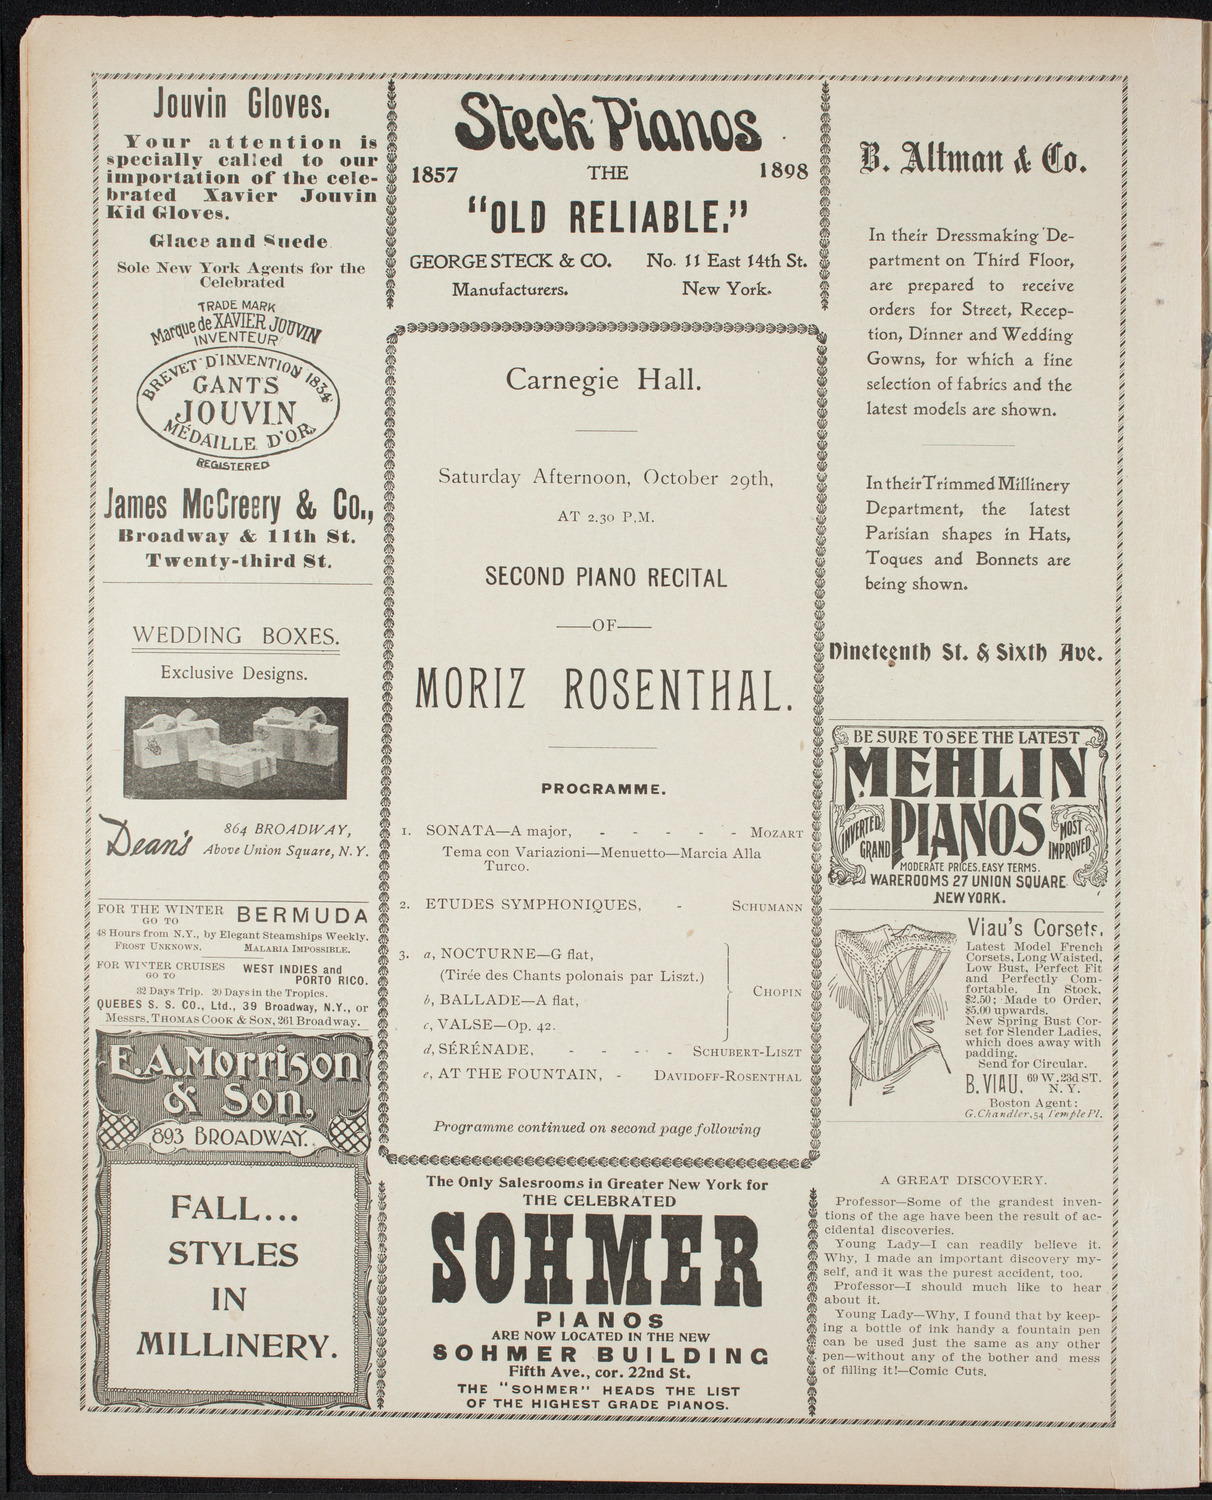 Jouvin Gloves.
Your attention is
specially called to our
importation of the cele-
brated Xavier Jouvin
Kid Gloves.
Glace and Suede
Sole New York Agents for the
Celebrated
TRADE MARK
Marque de XAVIER JOUVIN
INVENTEUR
BREVET D'INVENTION 1834
GANTS
JOUVIN
MÉDAILLE D'OR.
REGISTERED
James McCreery & Co.,
Broadway & 11th St.
Twenty-third St.
WEDDING BOXES.
Exclusive Designs.
Dean's
864 BROADWAY,
Above Union Square, N. Y.
FOR THE WINTER
GO TO
BERMUDA
48 Hours from N.Y., by Elegant Steamships Weekly.
FROST UNKNOWN. MALARIA IMPOSSIBLE.
FOR WINTER CRUISES
GO TO
WEST INDIES and
PORTO RICO.
32 Days Trip. 20 Days in the Tropics.
QUEBES S. S. CO., Ltd., 39 Broadway, N.Y., or
Messrs. THOMAS COOK & SON, 261 Broadway.
E.A. Morrison
& Son,
893 BROADWAY.
FALL...
STYLES
IN
MILLINERY.
Steck Pianos
1857 THE 1898
"OLD RELIABLE."
GEORGE STECK & CO. No. 11 East 14th St.
Manufacturers. New York.
Carnegie Hall.
Saturday Afternoon, October 29th,
AT 2.30 P.M.
SECOND PIANO RECITAL
—OF—
MORIZ ROSENTHAL.
PROGRAMME.
1. SONATA—A major, - - - - - MOZART
Tema con Variazioni—Menuetto—Marcia Alla
Turco.
2. ETUDES SYMPHONIQUES, - SCHUMANN
3. a, NOCTURNE—G flat,
(Tirée des Chants polonais par Liszt.)
b, BALLADE—A flat,
c, VALSE—Op. 42.
CHOPIN
d, SÉRÉNADE, - - - - SCHUBERT-LISZT
e, AT THE FOUNTAIN, - DAVIDOFF-ROSENTHAL
Programme continued on second page following
The Only Salesrooms in Greater New York for
THE CELEBRATED
SOHMER
PIANOS
ARE NOW LOCATED IN THE NEW
SOHMER BUILDING
Fifth Ave., cor. 22nd St.
THE "SOHMER" HEADS THE LIST
OF THE HIGHEST GRADE PIANOS.
B. Altman & Co.
In their Dressmaking De-
partment on Third Floor,
are prepared to receive
orders for Street, Recep-
tion, Dinner and Wedding
Gowns, for which a fine
selection of fabrics and the
latest models are shown.
In their Trimmed Millinery
Department, the latest
Parisian shapes in Hats,
Toques and Bonnets are
being shown.
Nineteenth St. & Sixth Ave.
BE SURE TO SEE THE LATEST
MEHLIN
PIANOS
INVERTED
GRAND
MOST
IMPROVED
MODERATE PRICES. EASY TERMS.
WAREROOMS 27 UNION SQUARE
NEW YORK.
Viau's Corsets.
Latest Model French
Corsets, Long Waisted,
Low Bust, Perfect Fit
and Perfectly Com-
fortable. In Stock,
$2.50; Made to Order,
$5.00 upwards.
New Spring Bust Cor-
set for Slender Ladies,
which does away with
padding.
Send for Circular.
B. VIAU. 69 W. 23d ST.
N. Y.
Boston Agent:
G. Chandler, 54 Temple Pl.
A GREAT DISCOVERY.
Professor—Some of the grandest inven-
tions of the age have been the result of ac-
cidental discoveries.
Young Lady—I can readily believe it.
Why, I made an important discovery my-
self, and it was the purest accident, too.
Professor—I should much like to hear
about it.
Young Lady—Why, I found that by keep-
ing a bottle of ink handy a fountain pen
can be used just the same as any other
pen—without any of the bother and mess
of filling it!—Comic Cuts.